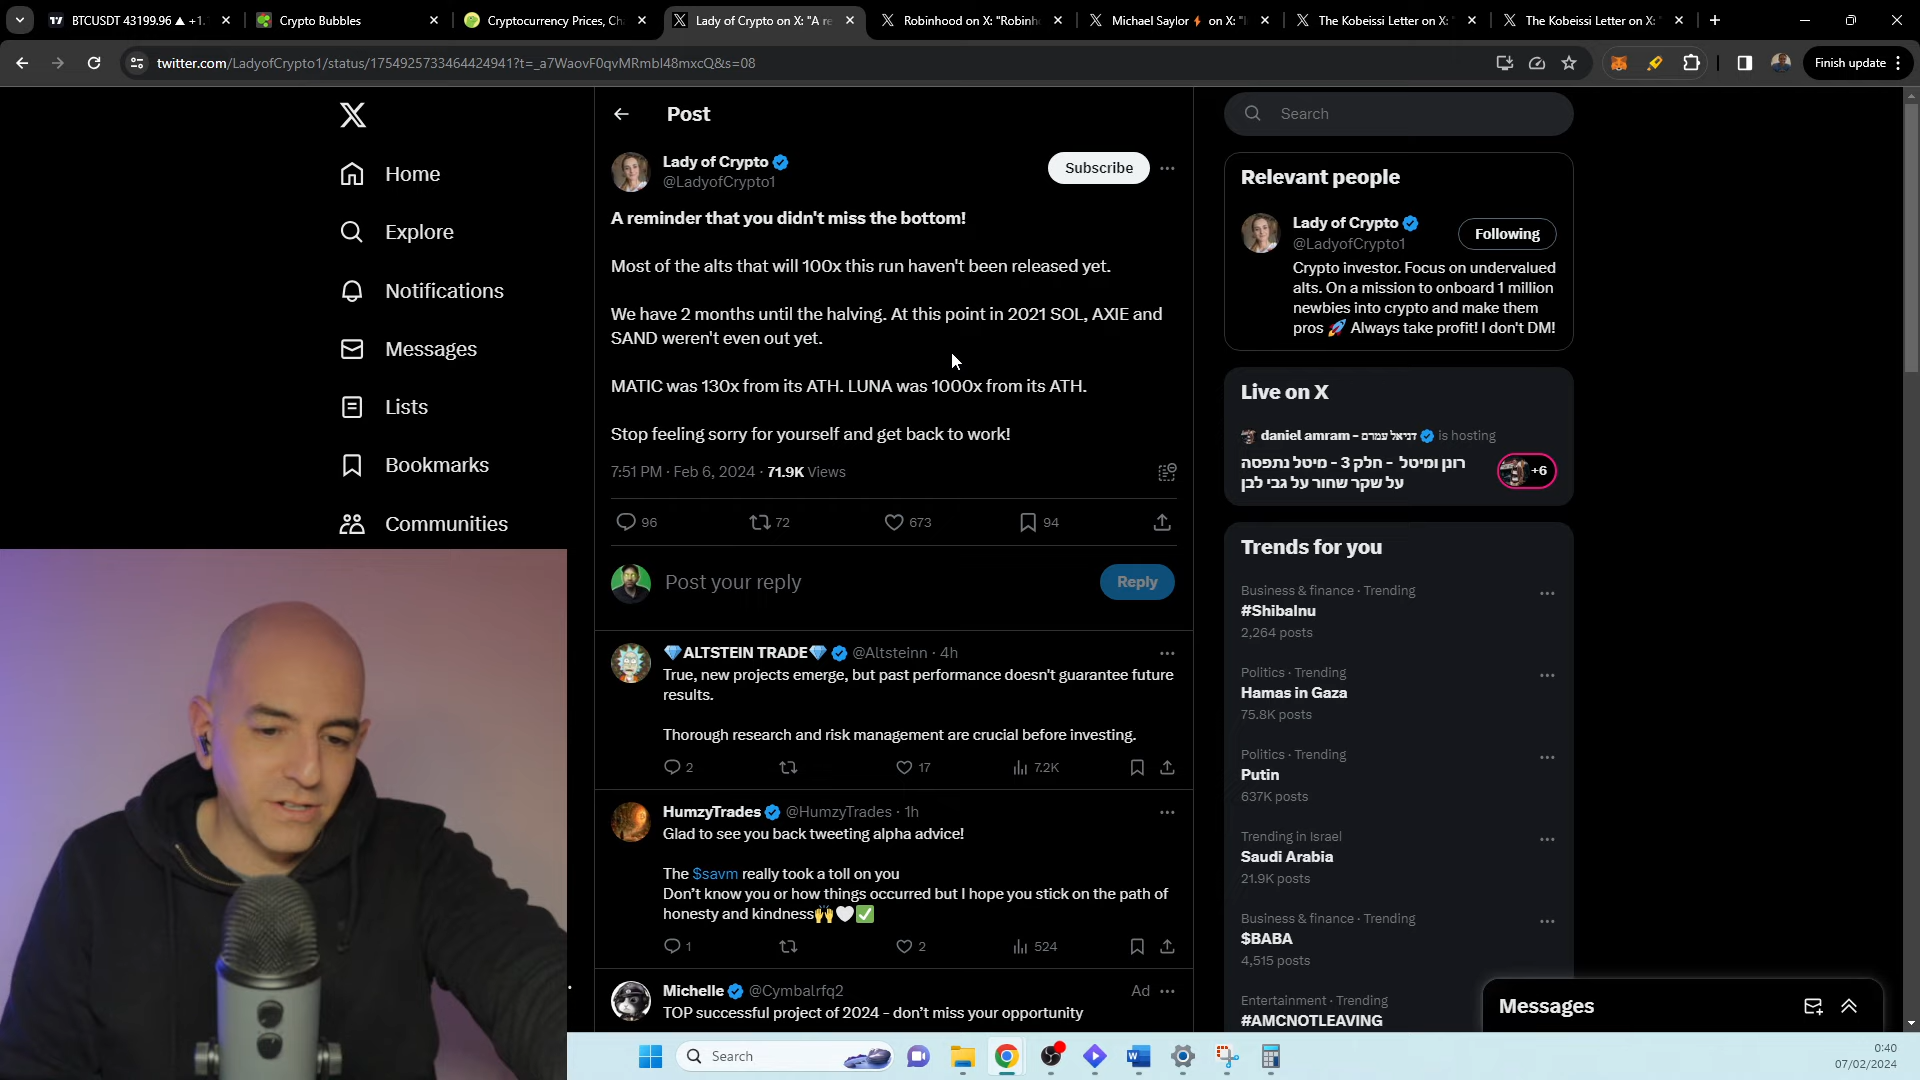 BTCUSDT 43199.96 ▲ +1.
Crypto Bubbles
Cryptocurrency Prices, Ch
Lady of Crypto on X: "A re
Robinhood on X: "Robinh
Michael Saylor⚡ on X: "I
The Kobeissi Letter on X: "
The Kobeissi Letter on X: "
twitter.com/LadyofCrypto1/status/1754925733464424941?t=_a7WaovF0qvMRmbI48mxcQ&s=08
Finish update
Home
Explore
Notifications
Messages
Lists
Bookmarks
Communities
Post
Lady of Crypto
@LadyofCrypto1
Subscribe
A reminder that you didn't miss the bottom!
Most of the alts that will 100x this run haven't been released yet.
We have 2 months until the halving. At this point in 2021 SOL, AXIE and
SAND weren't even out yet.
MATIC was 130x from its ATH. LUNA was 1000x from its ATH.
Stop feeling sorry for yourself and get back to work!
7:51 PM · Feb 6, 2024 · 71.9K Views
96 72 673 94
Post your reply
Reply
💎ALTSTEIN TRADE💎 @Altsteinn · 4h
True, new projects emerge, but past performance doesn't guarantee future
results.
Thorough research and risk management are crucial before investing.
2 17 7.2K
HumzyTrades @HumzyTrades · 1h
Glad to see you back tweeting alpha advice!
The $savm really took a toll on you
Don't know you or how things occurred but I hope you stick on the path of
honesty and kindness🙌🤍✅
1 2 524
Michelle @Cymbalrfq2
Ad
TOP successful project of 2024 - don't miss your opportunity
Search
Relevant people
Lady of Crypto
@LadyofCrypto1
Following
Crypto investor. Focus on undervalued
alts. On a mission to onboard 1 million
newbies into crypto and make them
pros 🚀 Always take profit! I don't DM!
Live on X
daniel amram - דניאל עמרם is hosting
רונן ומיטל - חלק 3 - מיטל נתפסה
על שקר שחור על גבי לבן
+6
Trends for you
Business & finance · Trending
#ShibaInu
2,264 posts
Politics · Trending
Hamas in Gaza
75.8K posts
Politics · Trending
Putin
637K posts
Trending in Israel
Saudi Arabia
21.9K posts
Business & finance · Trending
$BABA
4,515 posts
Entertainment · Trending
#AMCNOTLEAVING
Messages
Search
0:40
07/02/2024